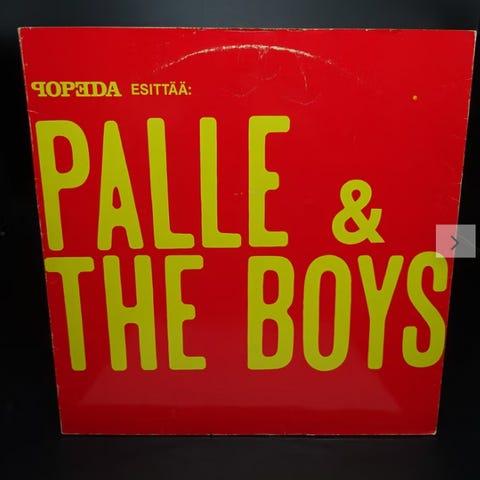 POPEDA ESITTÄÄ:
PALLE &
THE BOYS